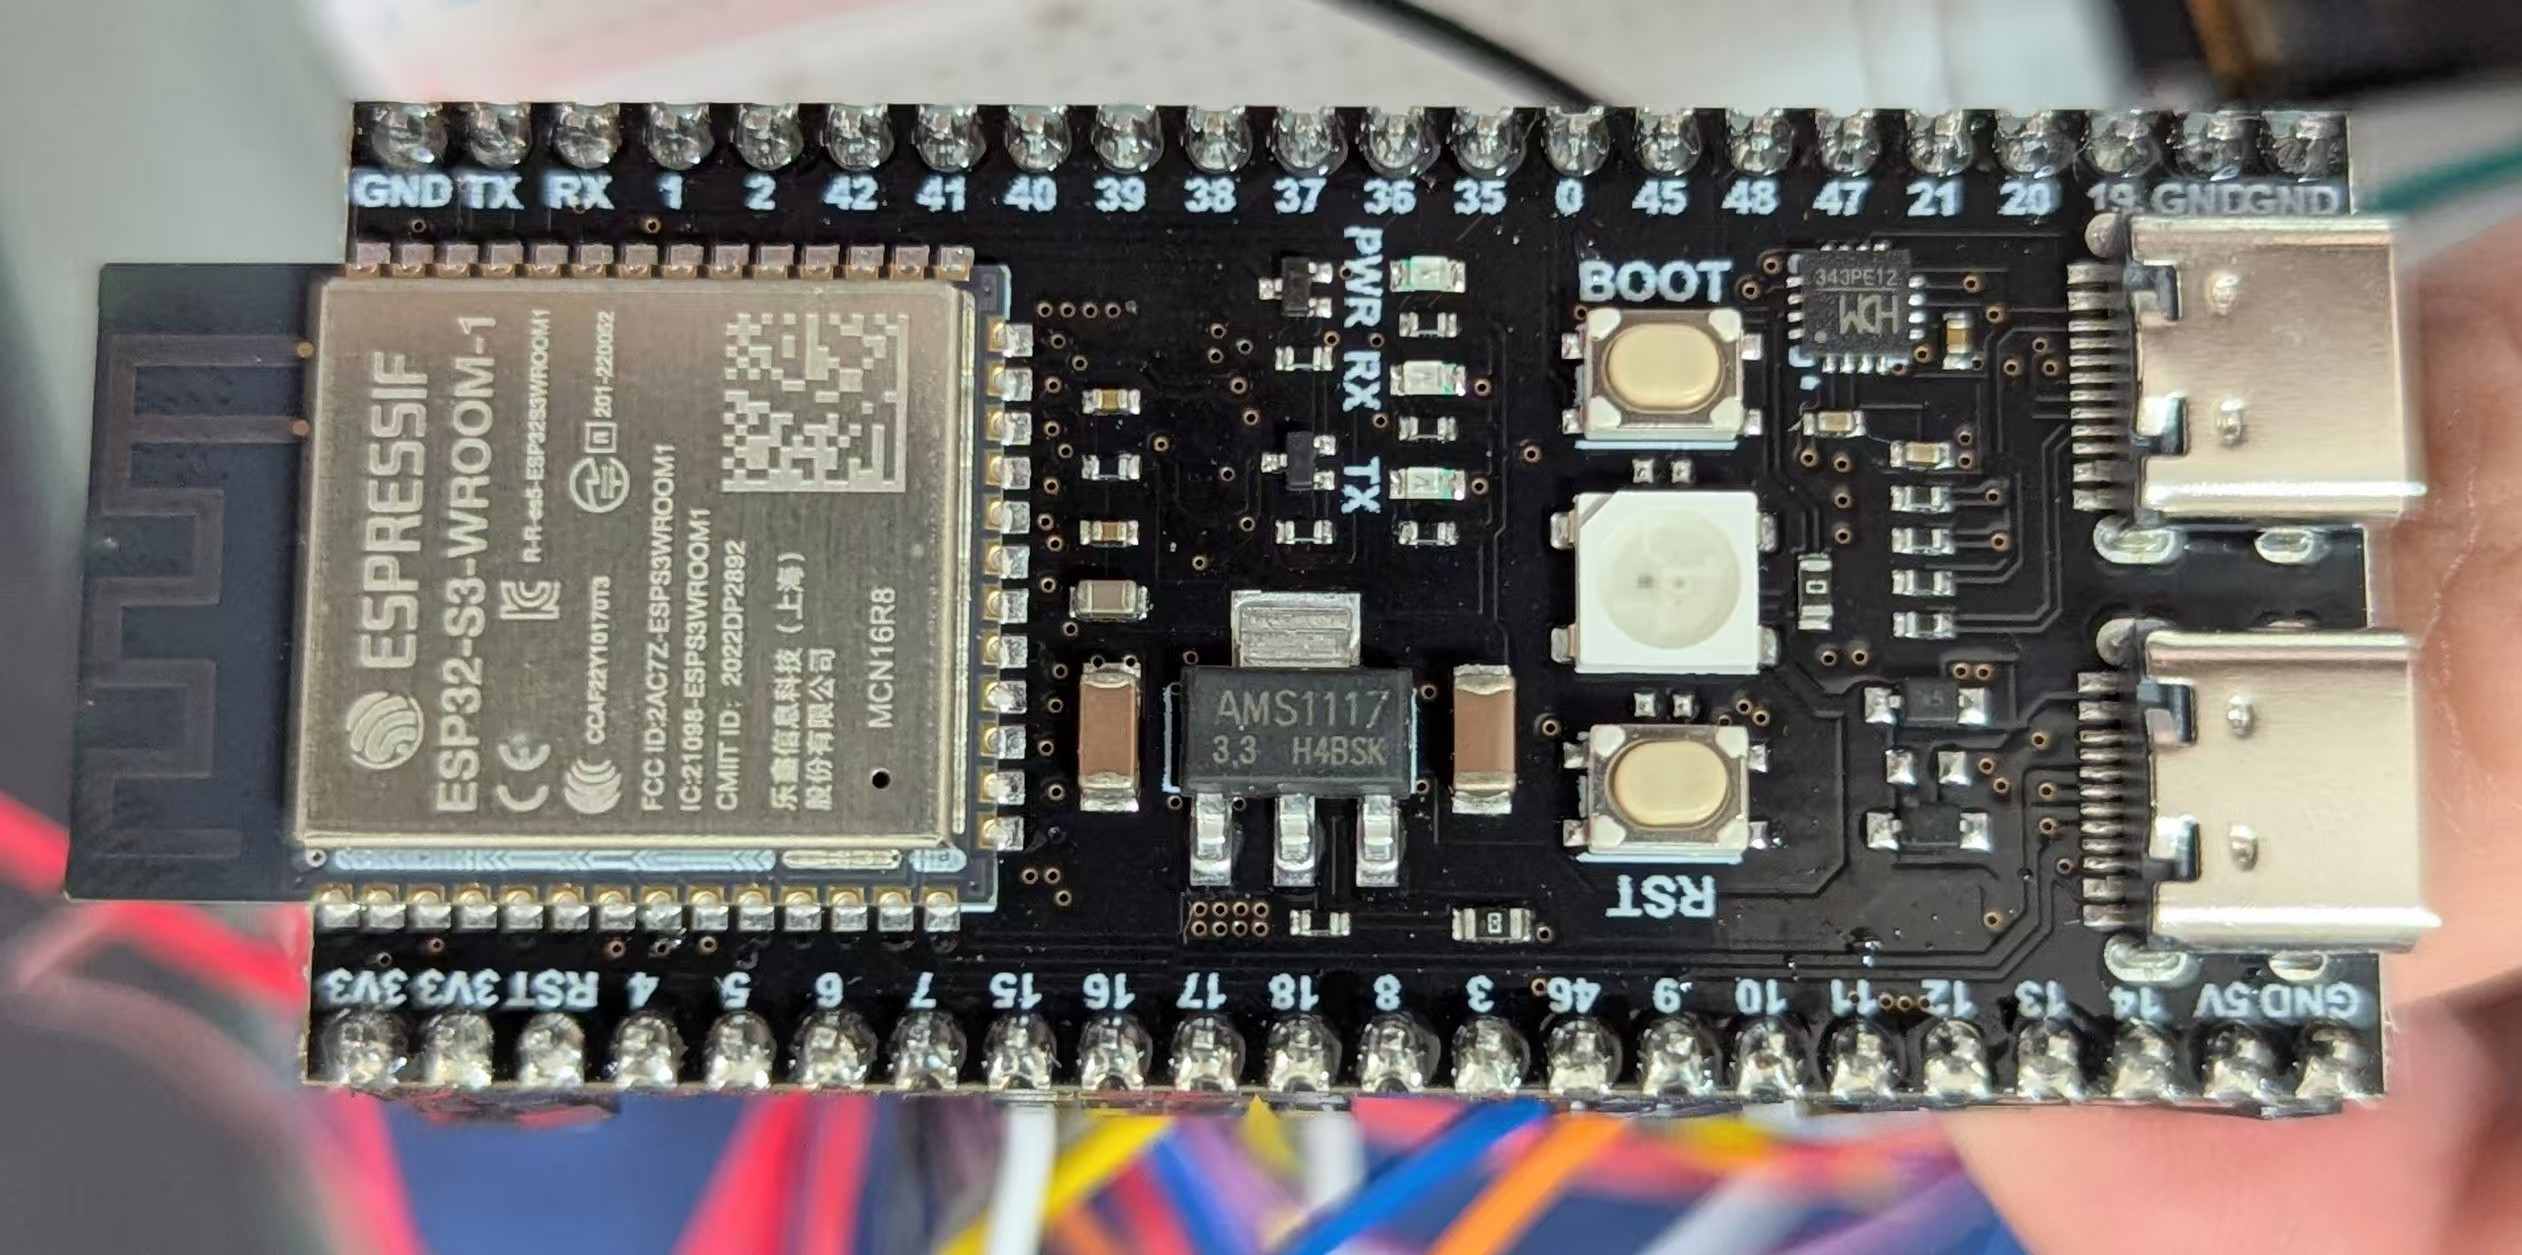 GND TX RX 1 2 42 41 40 39 38 37 36 35 0 45 48 47 21 20 19 GND GND
ESPRESSIF
ESP32-S3-WROOM-1
CE
R-R-es5-ESP32S3WROOM1
CCAF22Y10170T3
201-220052
FCC ID:2AC7Z-ESPS3WROOM1
IC:21098-ESPS3WROOM1
CMIIT ID: 2022DP2892
乐鑫信息科技(上海)
股份有限公司
MCN16R8
PWR
RX
TX
AMS1117
3.3 H4BSK
BOOT
343PE12
0
RST
3V3 3V3 RST 4 5 6 7 15 16 17 18 8 3 46 9 10 11 12 13 14 5V GND